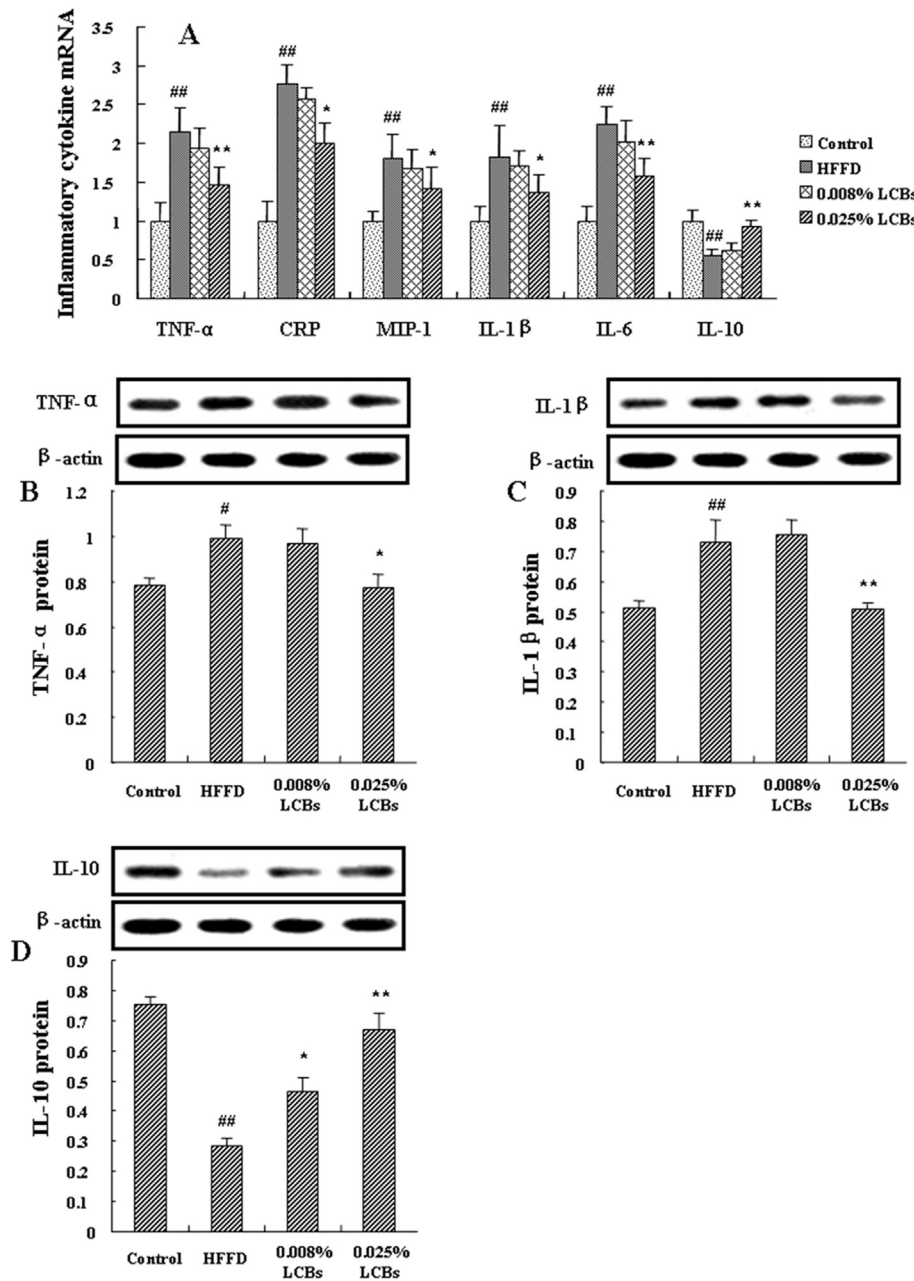 A
Inflammatory cytokine mRNA
3.5
3
2.5
2
1.5
1
0.5
0
##
**
##
*
##
*
##
*
##
**
##
**
Control
HFFD
0.008% LCBs
0.025% LCBs
TNF-α CRP MIP-1 IL-1β IL-6 IL-10
TNF-α
β-actin
B
TNF-α protein
1.2
1
0.8
0.6
0.4
0.2
0
#
*
Control HFFD 0.008% 0.025%
LCBs LCBs
IL-1β
β-actin
C
IL-1β protein
0.9
0.8
0.7
0.6
0.5
0.4
0.3
0.2
0.1
0
##
**
Control HFFD 0.008% 0.025%
LCBs LCBs
IL-10
β-actin
D
IL-10 protein
0.9
0.8
0.7
0.6
0.5
0.4
0.3
0.2
0.1
0
##
*
**
Control HFFD 0.008% 0.025%
LCBs LCBs